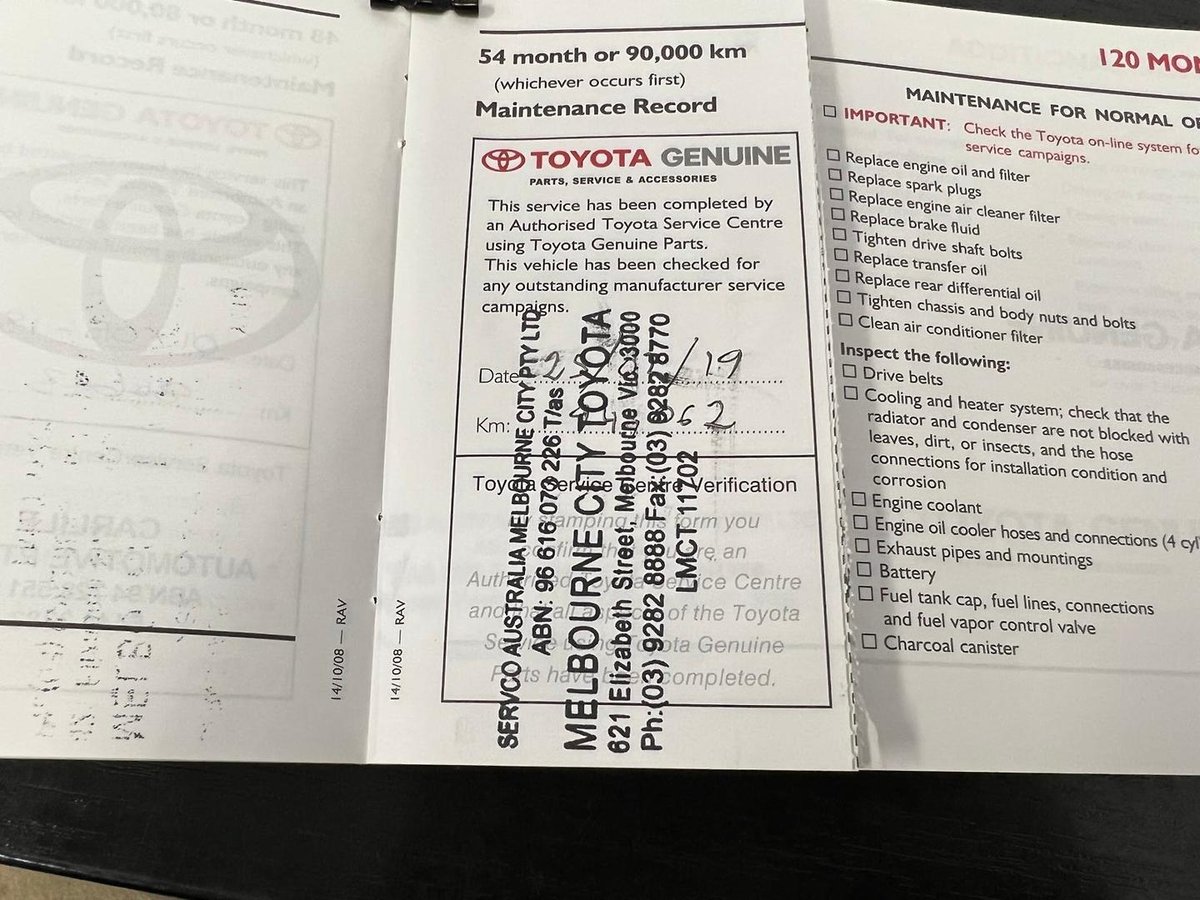 54 month or 90,000 km
(whichever occurs first)
Maintenance Record
TOYOTA GENUINE
PARTS, SERVICE & ACCESSORIES
This service has been completed by
an Authorised Toyota Service Centre
using Toyota Genuine Parts.
This vehicle has been checked for
any outstanding manufacturer service
campaigns.
Date
/19
Km:
62
Toyota Service Centre Verification
stamping this form you
confirm that you are an
Authorised Toyota Service Centre
and that all aspects of the Toyota
Service using Toyota Genuine
Parts have been completed.
SERVCO AUSTRALIA MELBOURNE CITY PTY LTD
ABN: 96 616 073 226 T/as
MELBOURNE CITY TOYOTA
621 Elizabeth Street, Melbourne Vic. 3000
Ph:(03) 9282 8888 Fax:(03) 9282 8770
LMCT 11702
14/10/08 — RAV
14/10/08 — RAV
120 MON
MAINTENANCE FOR NORMAL OP
IMPORTANT: Check the Toyota on-line system fo
service campaigns.
Replace engine oil and filter
Replace spark plugs
Replace engine air cleaner filter
Replace brake fluid
Tighten drive shaft bolts
Replace transfer oil
Replace rear differential oil
Tighten chassis and body nuts and bolts
Clean air conditioner filter
Inspect the following:
Drive belts
Cooling and heater system; check that the
radiator and condenser are not blocked with
leaves, dirt, or insects, and the hose
connections for installation condition and
corrosion
Engine coolant
Engine oil cooler hoses and connections (4 cyl
Exhaust pipes and mountings
Battery
Fuel tank cap, fuel lines, connections
and fuel vapor control valve
Charcoal canister